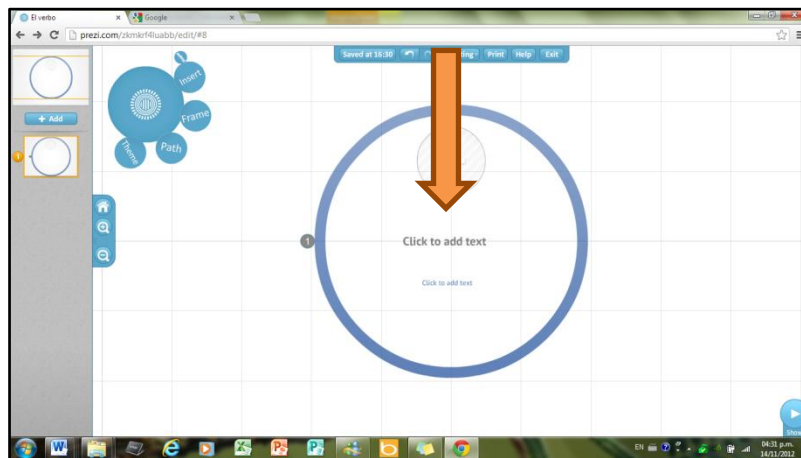 El verbo
Google
prezi.com/zkmkrf4luabb/edit/#8
Saved at 16:30
Print
Help
Exit
Insert
Frame
Path
Theme
+ Add
1
1
Click to add text
Click to add text
EN
04:31 p.m.
14/11/2012